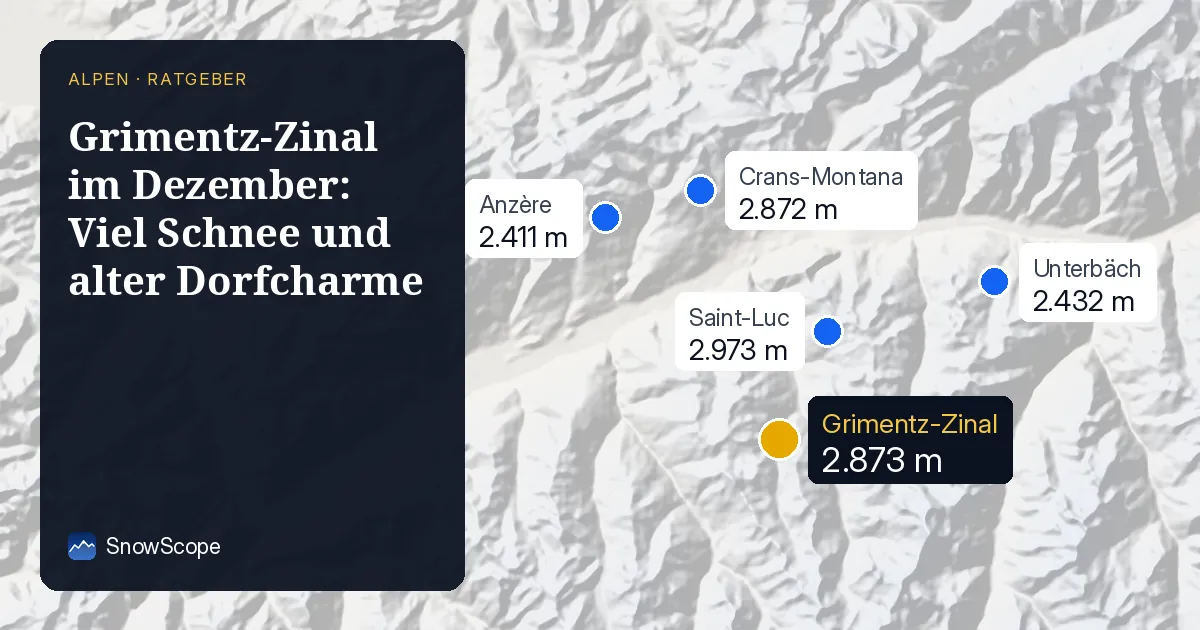 ALPEN · RATGEBER
Grimentz-Zinal
im Dezember:
Viel Schnee und
alter Dorfcharme
SnowScope
Anzère
2.411 m
Crans-Montana
2.872 m
Unterbäch
2.432 m
Saint-Luc
2.973 m
Grimentz-Zinal
2.873 m